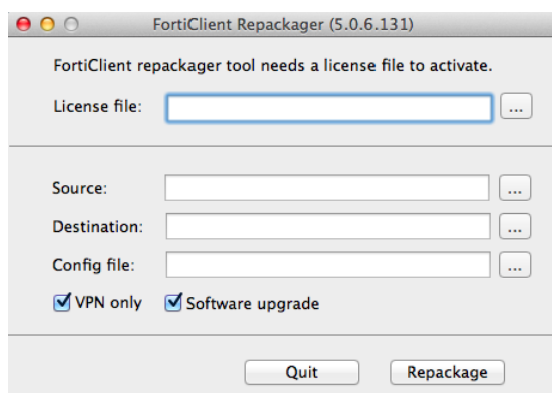 FortiClient Repackager (5.0.6.131)
FortiClient repackager tool needs a license file to activate.
License file: ...
Source: ...
Destination: ...
Config file: ...
VPN only Software upgrade
Quit Repackage